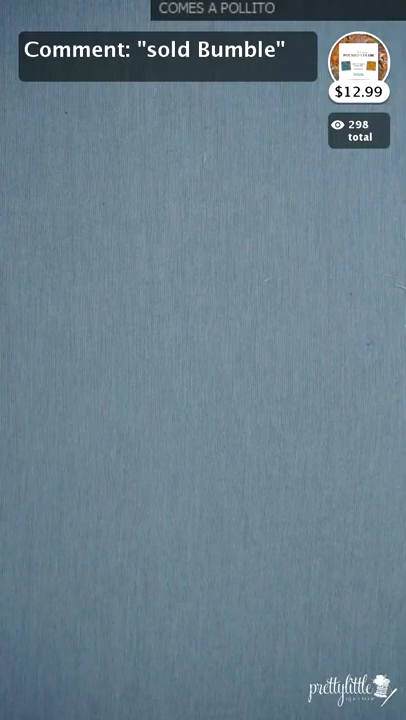 COMES A POLLITO
Comment: "sold Bumble"
$12.99
298
total
prettylittle